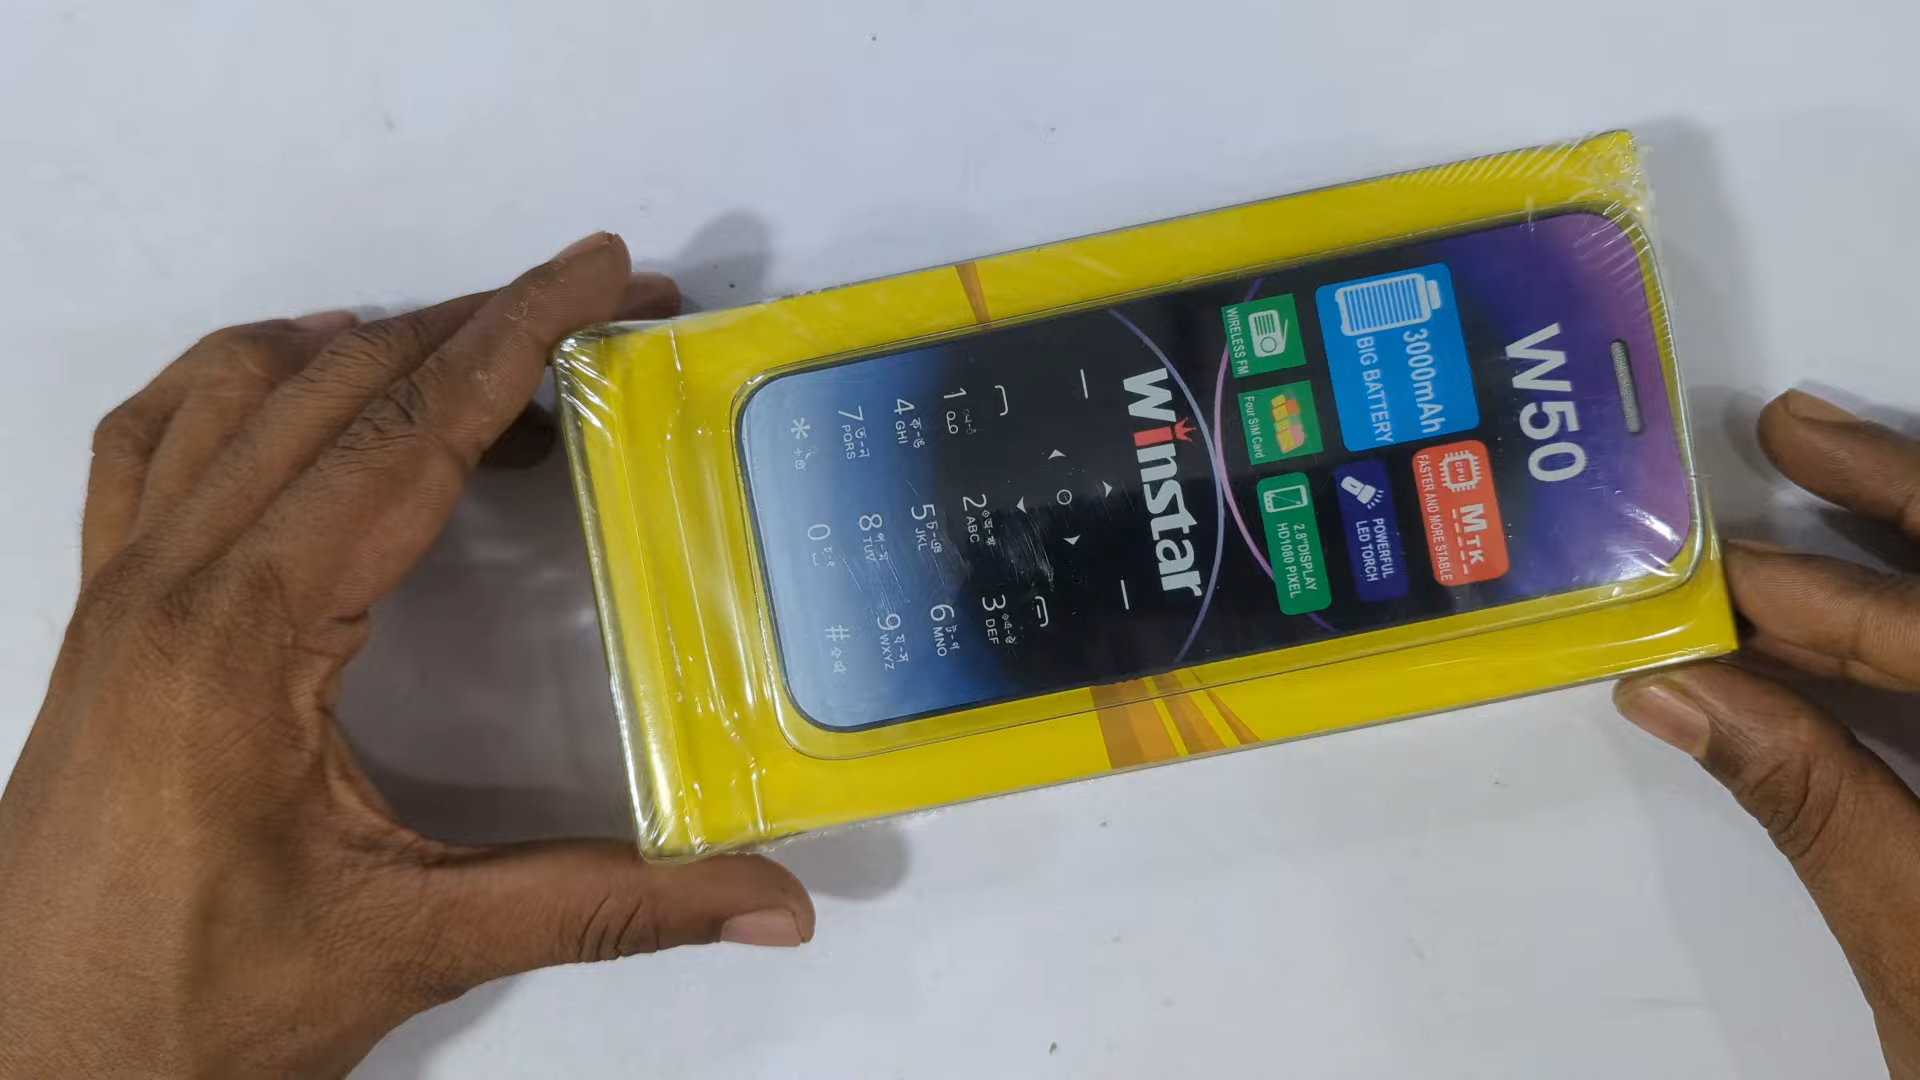 W50
3000mAh
BIG BATTERY
MTK
FASTER AND MORE STABLE
CPU
WIRELESS FM
Four SIM Card
POWERFUL
LED TORCH
2.8"DISPLAY
HD1080 PIXEL
Winstar
1
2 ABC
3 DEF
4 GHI
5 JKL
6 MNO
7 PQRS
8 TUV
9 WXYZ
* +
0
#